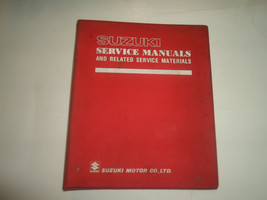 SUZUKI
SERVICE MANUALS
AND RELATED SERVICE MATERIALS
SUZUKI MOTOR CO., LTD.